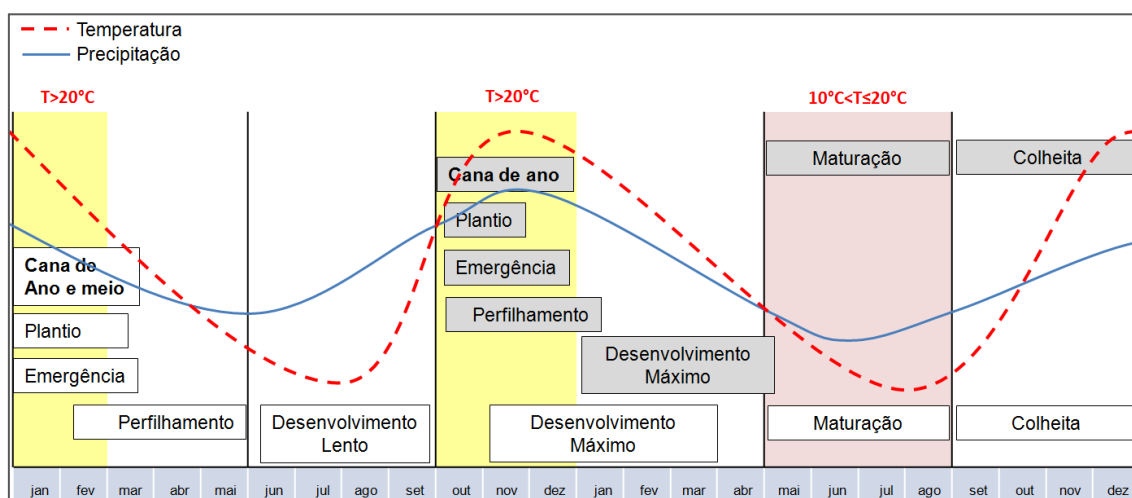 Temperatura
Precipitação
T>20°C
T>20°C
10°C<T≤20°C
Cana de ano
Maturação
Colheita
Plantio
Cana de
Ano e meio
Emergência
Plantio
Perfilhamento
Emergência
Desenvolvimento
Máximo
Perfilhamento
Desenvolvimento
Lento
Desenvolvimento
Máximo
Maturação
Colheita
jan fev mar abr mai jun jul ago set out nov dez jan fev mar abr mai jun jul ago set out nov dez